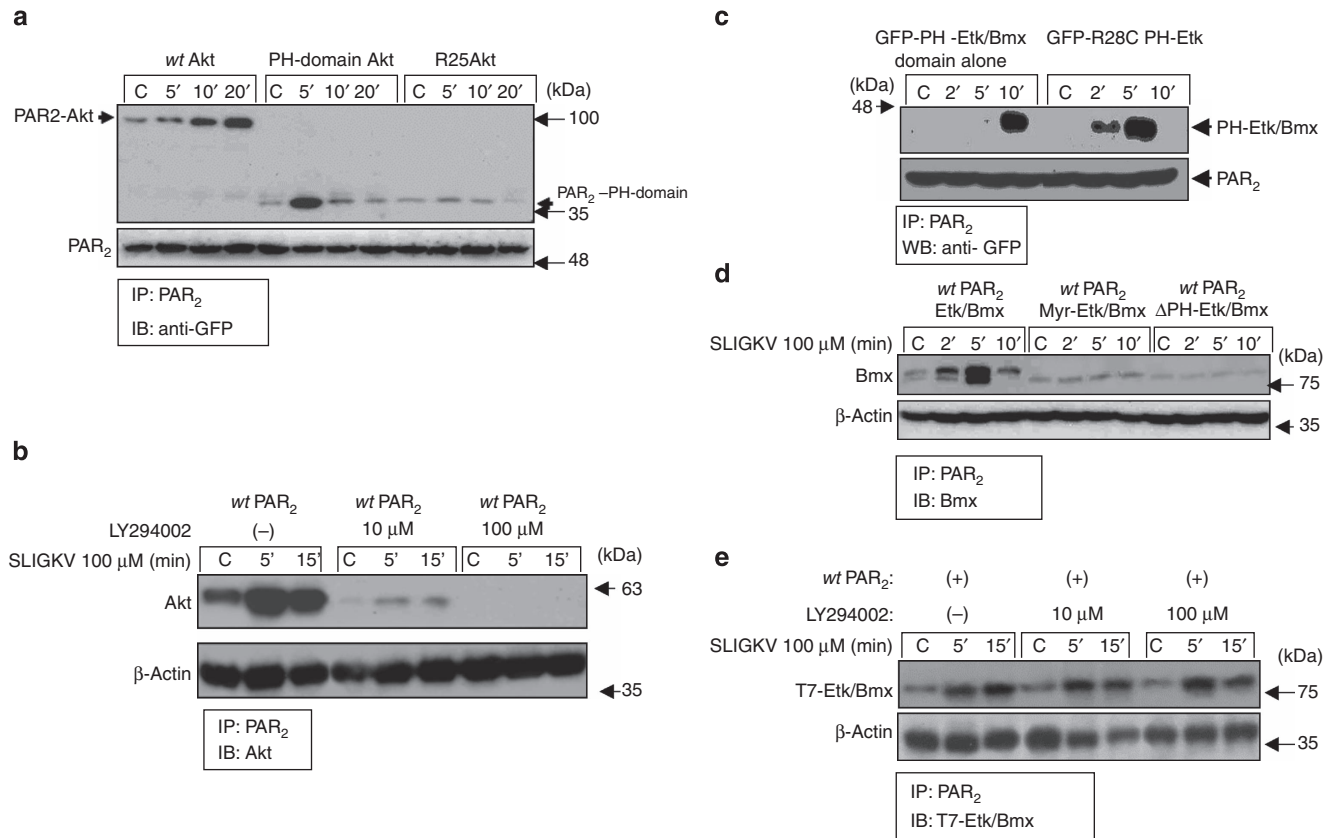 a
wt Akt PH-domain Akt R25Akt
C 5′ 10′ 20′ C 5′ 10′ 20′ C 5′ 10′ 20′ (kDa)
PAR2-Akt 100
PAR2 –PH-domain
35
PAR2
48
IP: PAR2
IB: anti-GFP
b
wt PAR2 wt PAR2 wt PAR2
LY294002 (–) 10 μM 100 μM
SLIGKV 100 μM (min) C 5’ 15’ C 5’ 15’ C 5’ 15’ (kDa)
Akt 63
β-Actin
35
IP: PAR2
IB: Akt
c
GFP-PH -Etk/Bmx domain alone GFP-R28C PH-Etk
C 2′ 5′ 10′ C 2′ 5′ 10′
48
PH-Etk/Bmx
PAR2
IP: PAR2
WB: anti- GFP
d
wt PAR2 wt PAR2 wt PAR2
Etk/Bmx Myr-Etk/Bmx ΔPH-Etk/Bmx
SLIGKV 100 μM (min) C 2′ 5′ 10′ C 2′ 5′ 10′ C 2′ 5′ 10′ (kDa)
Bmx 75
β-Actin 35
IP: PAR2
IB: Bmx
e
wt PAR2: (+) (+) (+)
LY294002: (–) 10 μM 100 μM
SLIGKV 100 μM (min) C 5′ 15′ C 5′ 15′ C 5′ 15′ (kDa)
T7-Etk/Bmx 75
β-Actin 35
IP: PAR2
IB: T7-Etk/Bmx